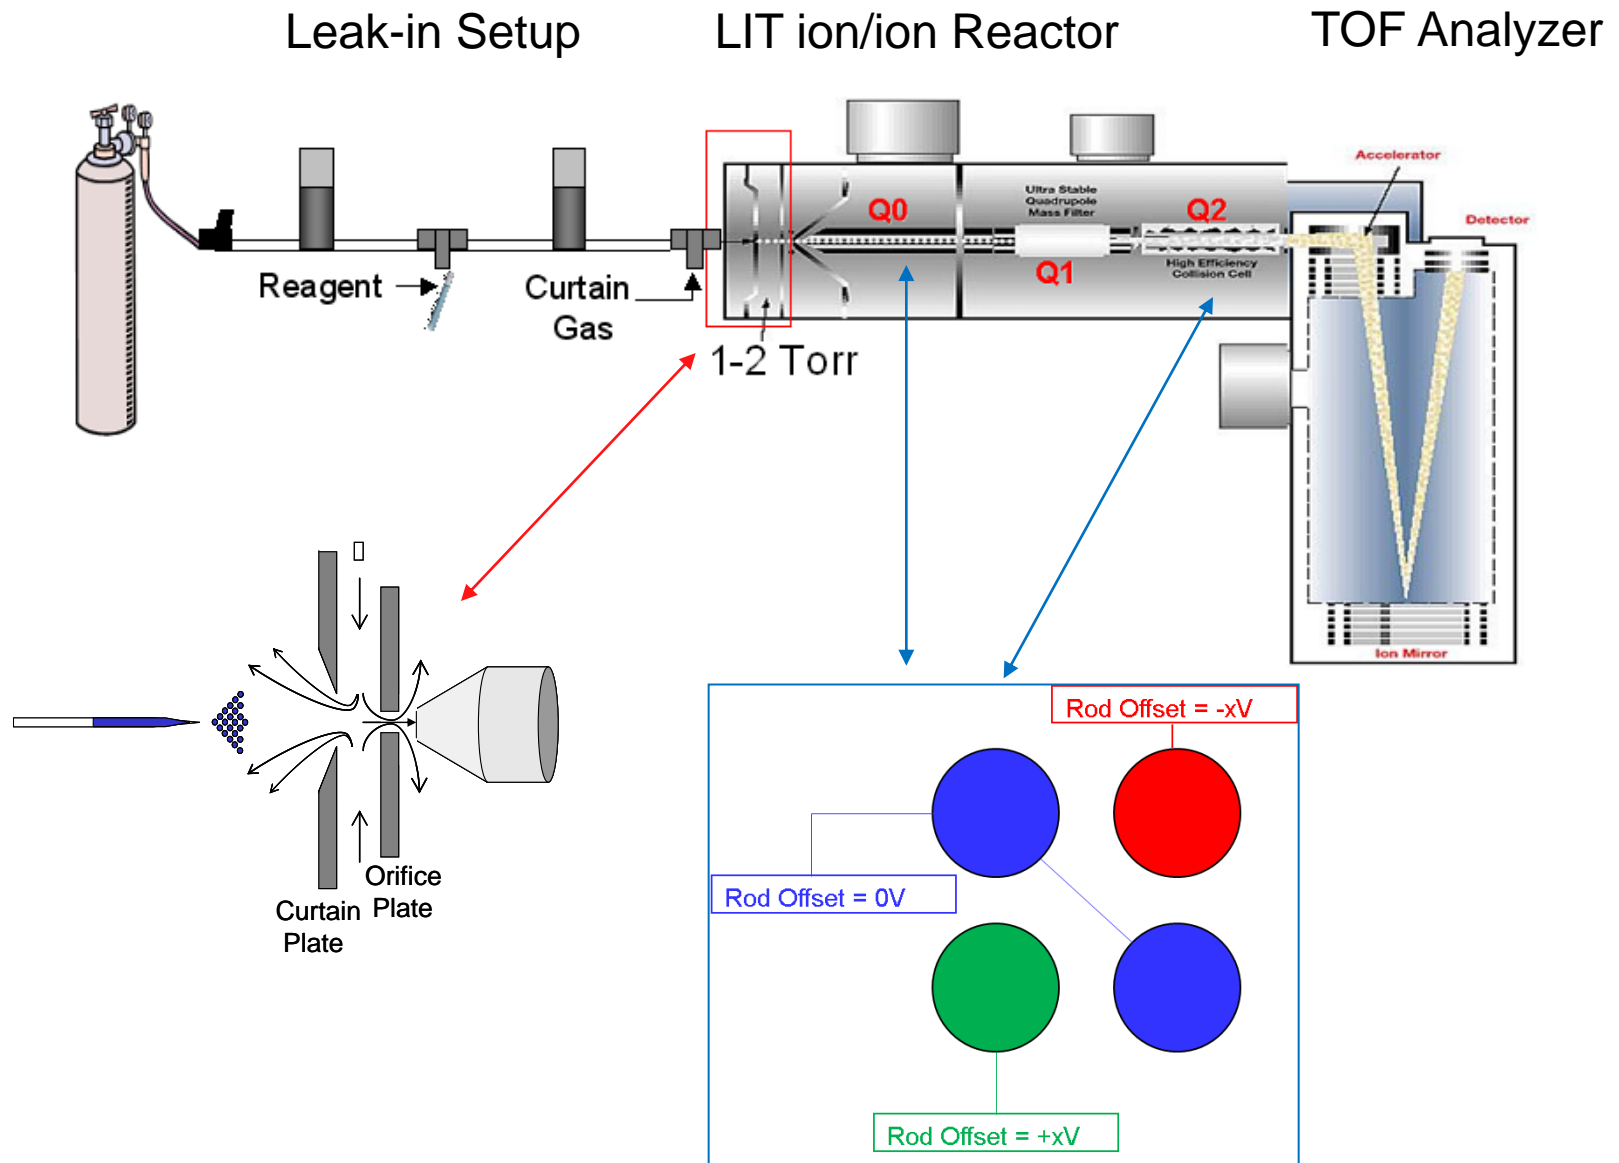 Leak-in Setup
LIT ion/ion Reactor
TOF Analyzer
Accelerator
Detector
Ultra Stable
Quadrupole
Mass Filter
Q0
Q2
Q1
High Efficiency
Collision Cell
Reagent
Curtain
Gas
1-2 Torr
Ion Mirror
Rod Offset = -xV
Rod Offset = 0V
Orifice
Plate
Curtain
Plate
Rod Offset = +xV